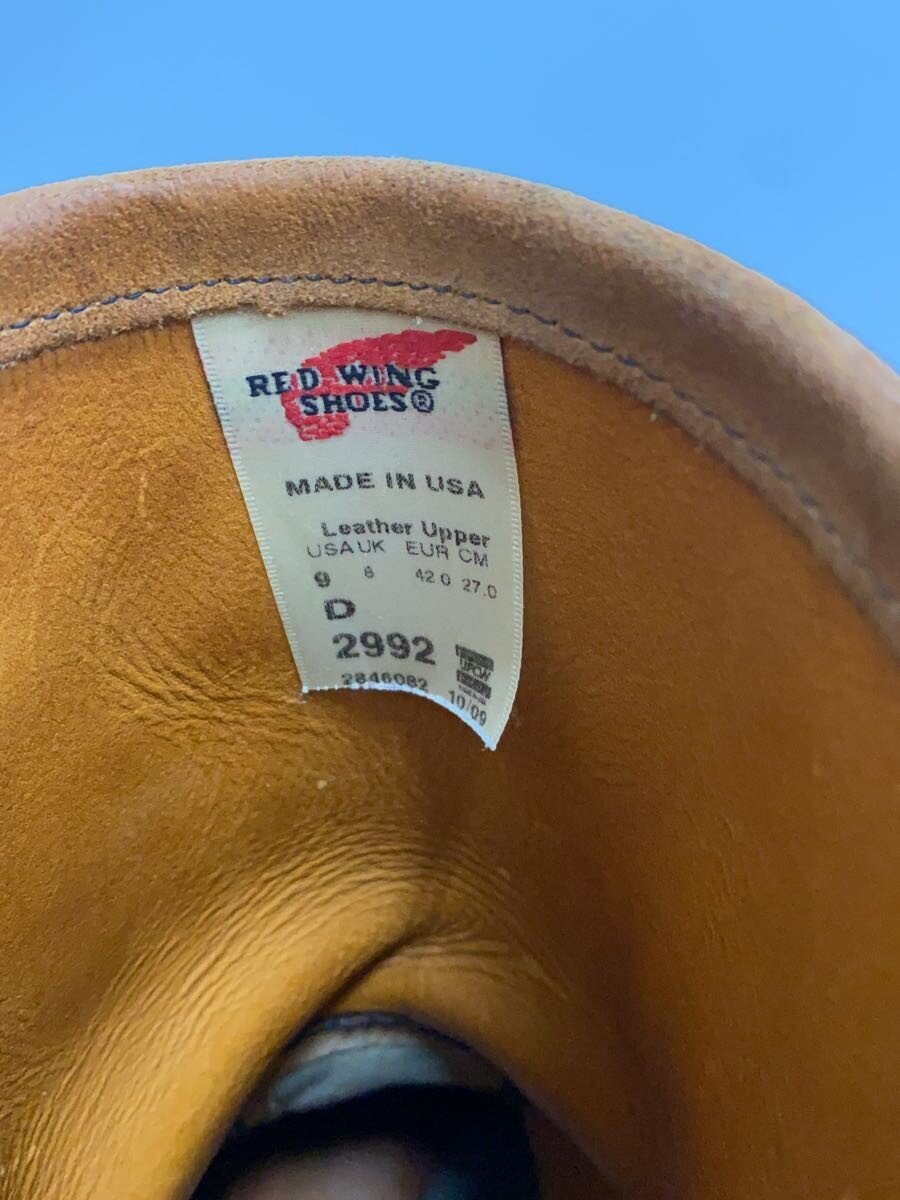 RED WING
SHOES®
MADE IN USA
Leather Upper
USA UK EUR CM
9 8 42.0 27.0
D
2992
UFCW
2846082
10/09